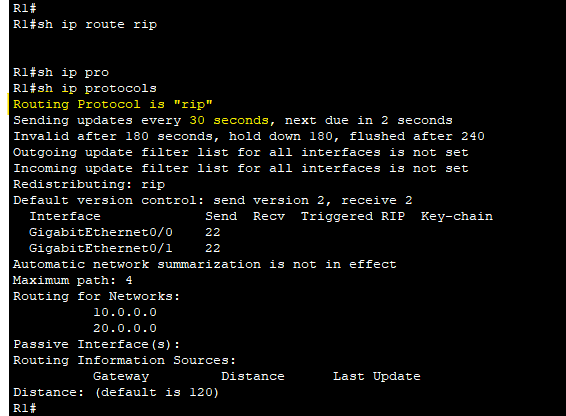 R1#
R1#sh ip route rip
R1#sh ip pro
R1#sh ip protocols
Routing Protocol is "rip"
Sending updates every 30 seconds, next due in 2 seconds
Invalid after 180 seconds, hold down 180, flushed after 240
Outgoing update filter list for all interfaces is not set
Incoming update filter list for all interfaces is not set
Redistributing: rip
Default version control: send version 2, receive 2
Interface Send Recv Triggered RIP Key-chain
GigabitEthernet0/0 22
GigabitEthernet0/1 22
Automatic network summarization is not in effect
Maximum path: 4
Routing for Networks:
10.0.0.0
20.0.0.0
Passive Interface(s):
Routing Information Sources:
Gateway Distance Last Update
Distance: (default is 120)
R1#